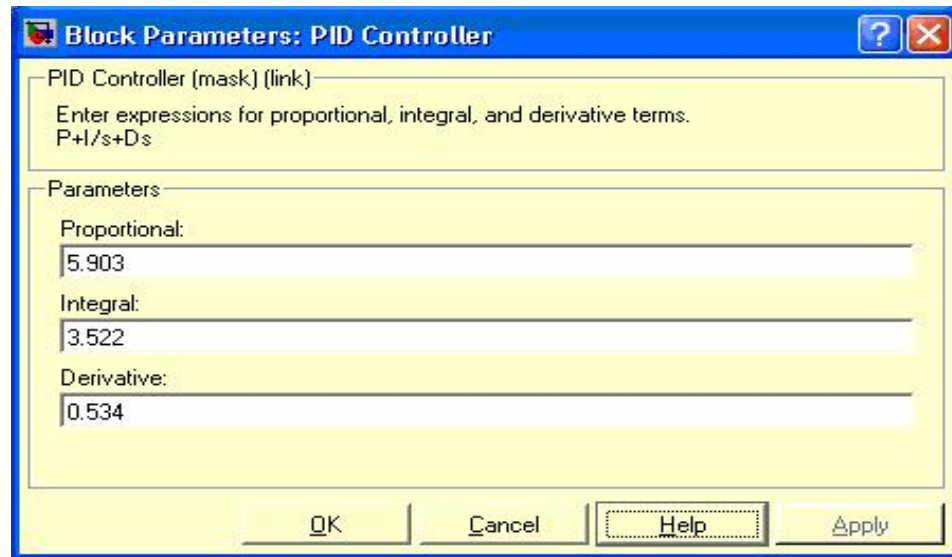 Block Parameters: PID Controller
?
PID Controller (mask) (link)
Enter expressions for proportional, integral, and derivative terms.
P+I/s+Ds
Parameters
Proportional:
5.903
Integral:
3.522
Derivative:
0.534
OK Cancel Help Apply